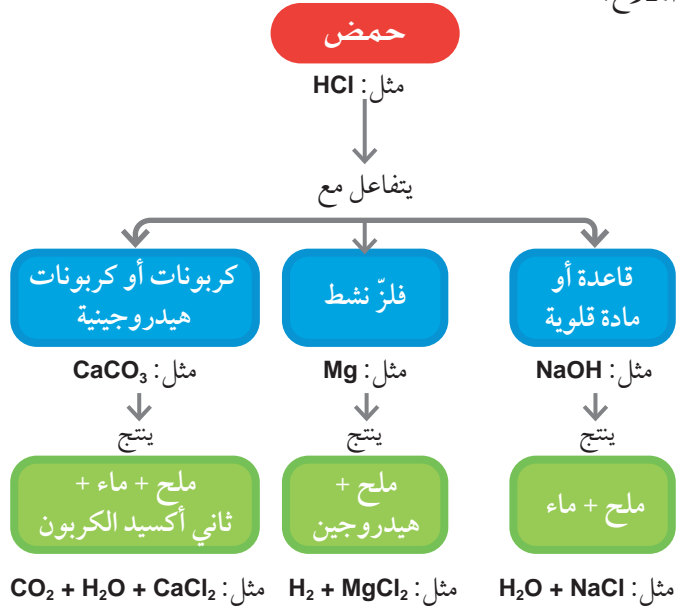 حمض
مثل: HCl
يتفاعل مع
قاعدة أو
مادة قلوية
فلزّ نشط
كربونات أو كربونات
هيدروجينية
مثل: NaOH
مثل: Mg
مثل: CaCO₃
ينتج
ينتج
ينتج
ملح + ماء
ملح +
هيدروجين
ملح + ماء +
ثاني أكسيد الكربون
مثل: H₂O + NaCl
مثل: H₂ + MgCl₂
مثل: CO₂ + H₂O + CaCl₂